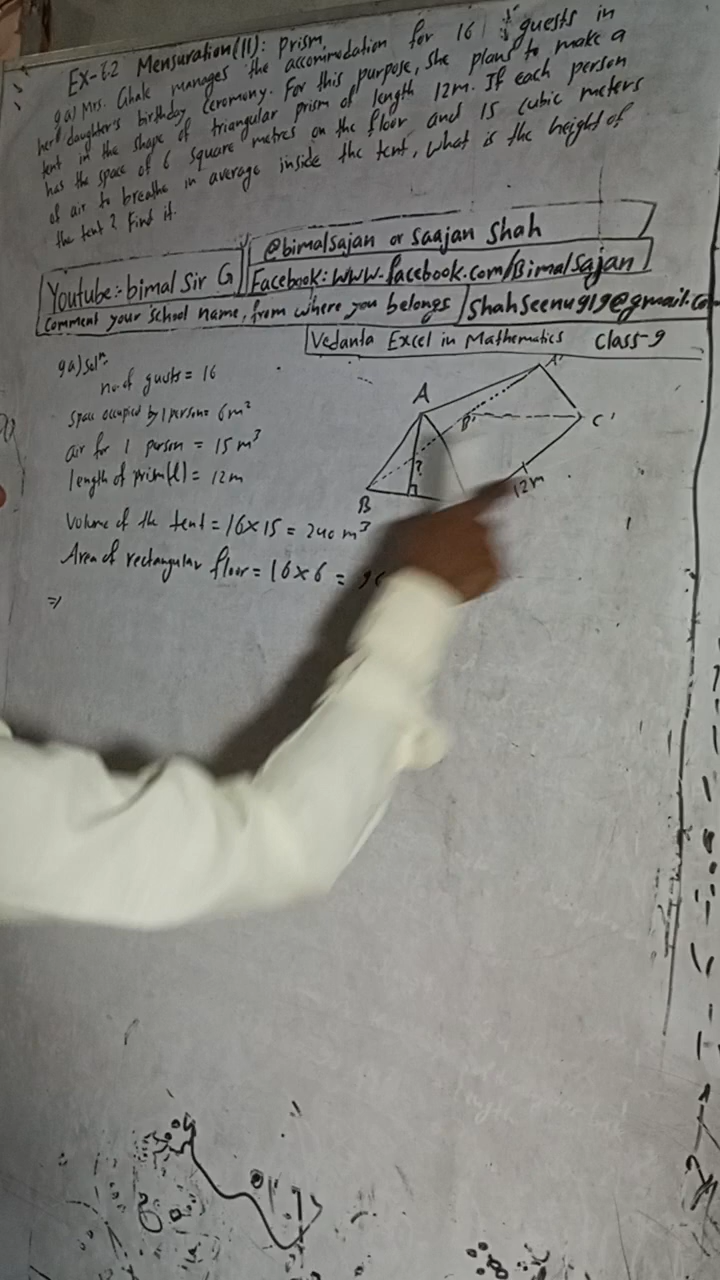 Ex-6.2 Mensuration(II): Prism
9a) Mrs. Ghale manages the accommodation for 16 guests in
her daughter's birthday Ceremony. For this purpose, she plans to make a
tent in the shape of triangular prism of length 12m. If each person
has the space of 6 square metres on the floor and 15 cubic meters
of air to breathe in average inside the tent, what is the height of
the tent? Find it.
@bimalsajan or Saajan Shah
Youtube:- bimal Sir G
Facebook: www.facebook.com/Bimalsajan
Comment your school name, from where you belongs
Shahseenu919@gmail.com
Vedanta Excel in Mathematics Class-9
9a) solⁿ
no. of guests = 16
space occupied by 1 person = 6m²
air for 1 person = 15 m³
length of prism(l) = 12m
Volume of the tent = 16×15 = 240 m³
Area of rectangular floor = 16×6 =
⇒
A
A'
B
B'
C'
?
12m